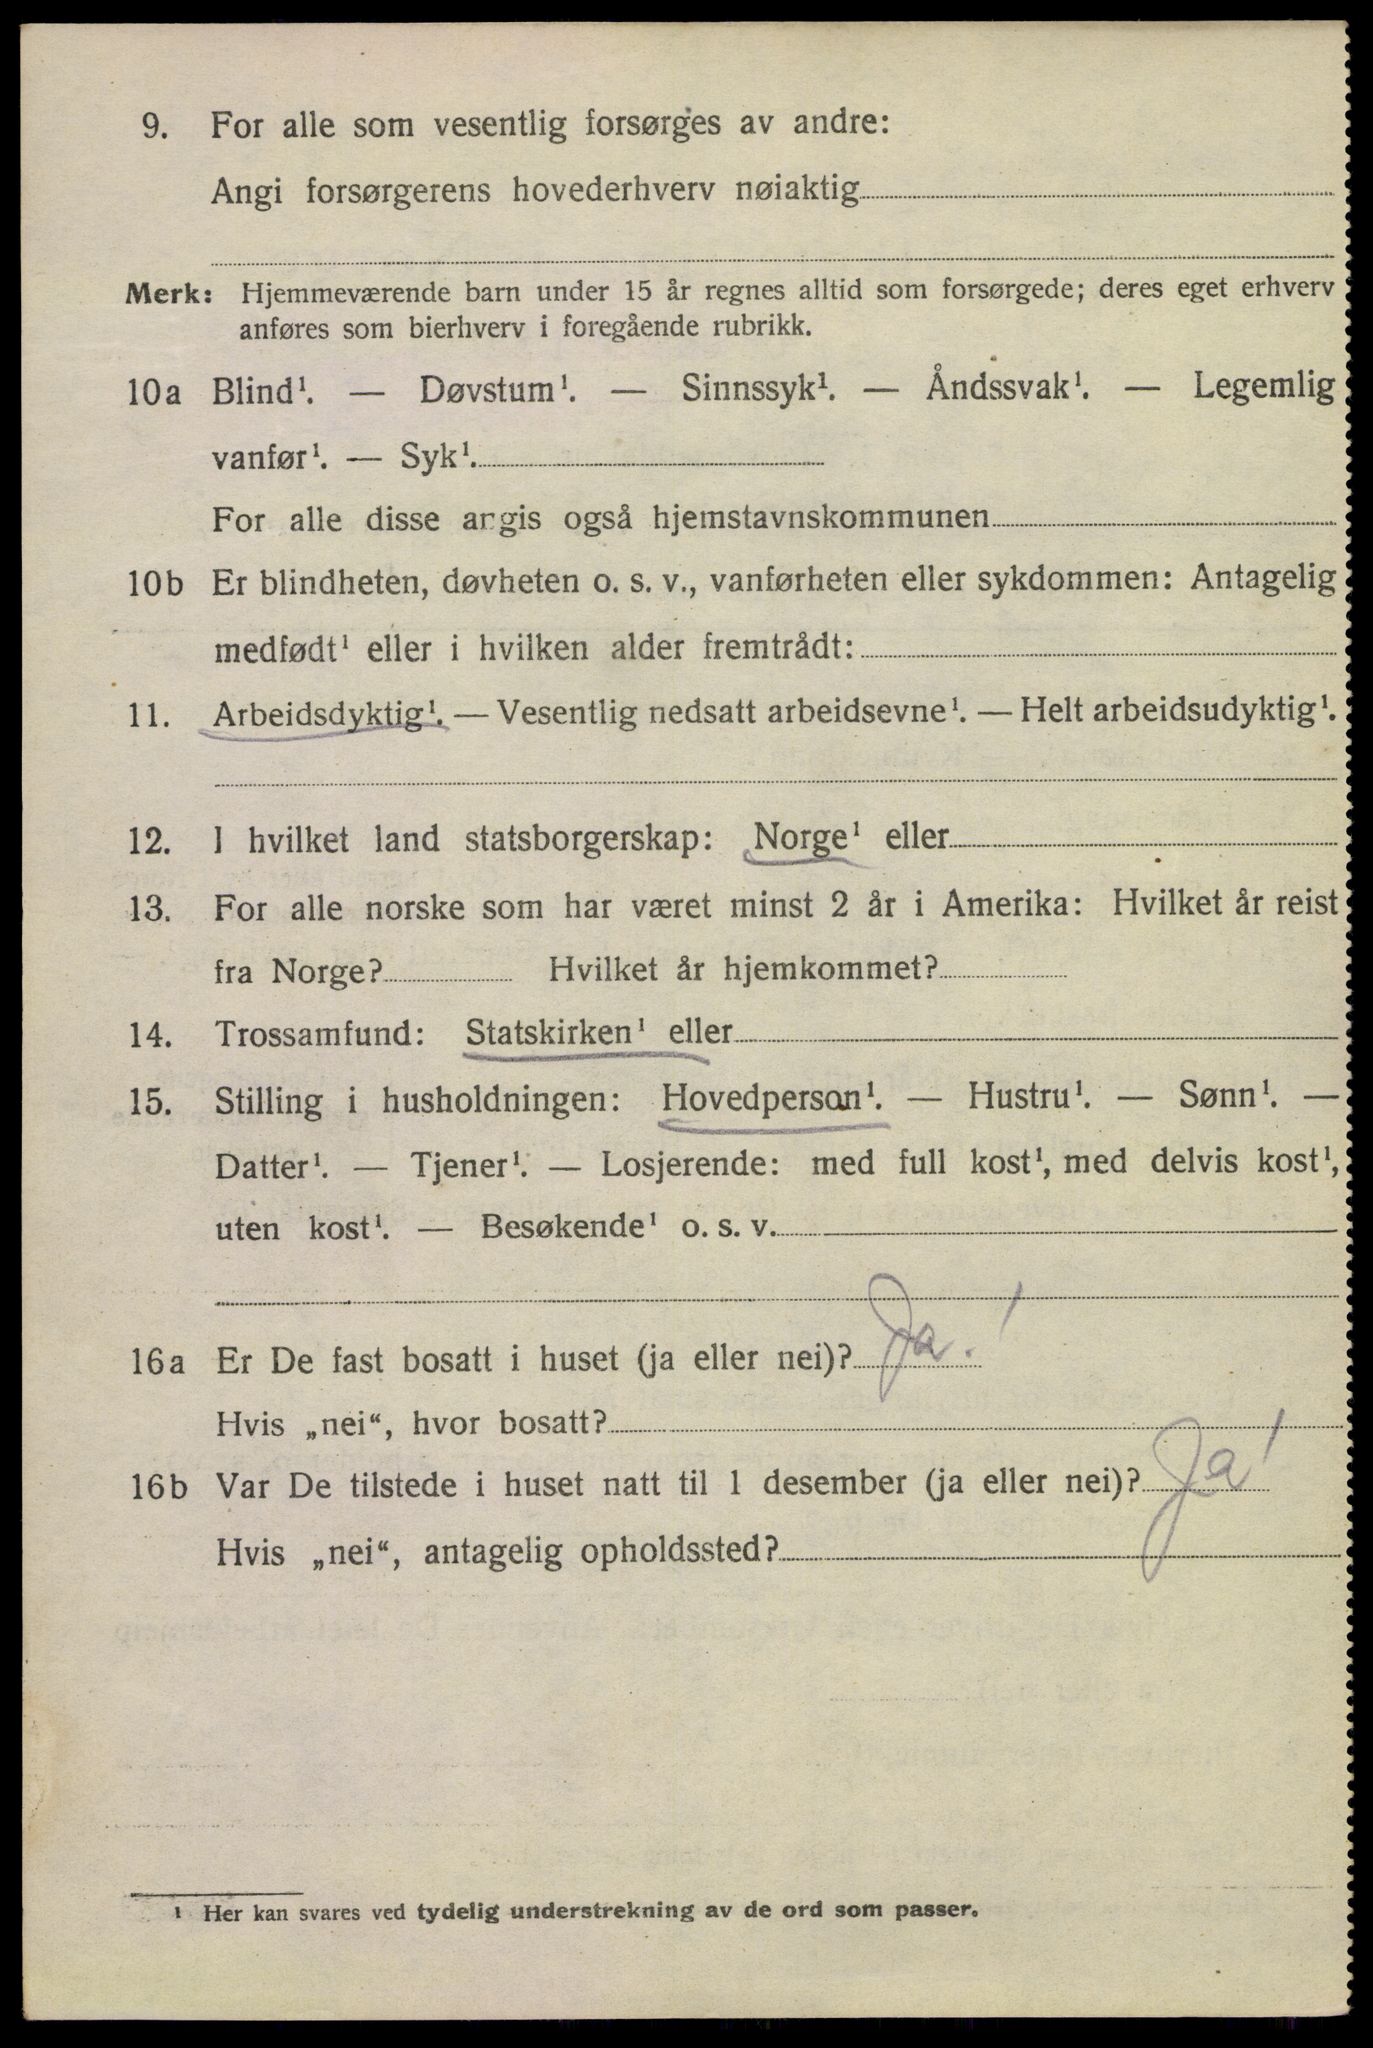 9. For alle som vesentlig forsørges av andre:
Angi forsørgerens hovederhverv nøiaktig
Merk: Hjemmeværende barn under 15 år regnes alltid som forsørgede; deres eget erhverv
anføres som bierhverv i foregående rubrikk.
10a Blind¹. — Døvstum¹. — Sinnssyk¹. — Åndssvak¹. — Legemlig
vanfør¹. — Syk¹.
For alle disse angis også hjemstavnskommunen
10b Er blindheten, døvheten o. s. v., vanførheten eller sykdommen: Antagelig
medfødt¹ eller i hvilken alder fremtrådt:
11. Arbeidsdyktig¹. — Vesentlig nedsatt arbeidsevne¹. — Helt arbeidsudyktig¹.
12. I hvilket land statsborgerskap: Norge¹ eller
13. For alle norske som har været minst 2 år i Amerika: Hvilket år reist
fra Norge? Hvilket år hjemkommet?
14. Trossamfund: Statskirken¹ eller
15. Stilling i husholdningen: Hovedperson¹. — Hustru¹. — Sønn¹. —
Datter¹. — Tjener¹. — Losjerende: med full kost¹, med delvis kost¹,
uten kost¹. — Besøkende¹ o. s. v.
16a Er De fast bosatt i huset (ja eller nei)? Ja!
Hvis „nei“, hvor bosatt?
16b Var De tilstede i huset natt til 1 desember (ja eller nei)? Ja!
Hvis „nei“, antagelig opholdssted?
¹ Her kan svares ved tydelig understrekning av de ord som passer.